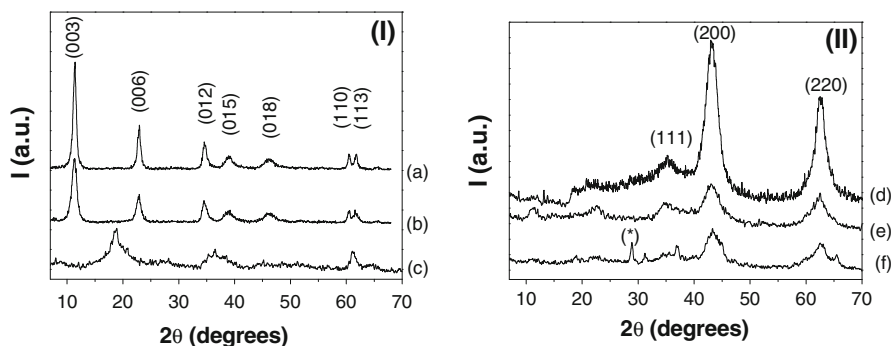 (I)
(003)
(006)
(012)
(015)
(018)
(110)
(113)
I (a.u.)
(a)
(b)
(c)
10 20 30 40 50 60 70
2θ (degrees)
(II)
(200)
(220)
(111)
I (a.u.)
(d)
(e)
(*)
(f)
10 20 30 40 50 60 70
2θ (degrees)